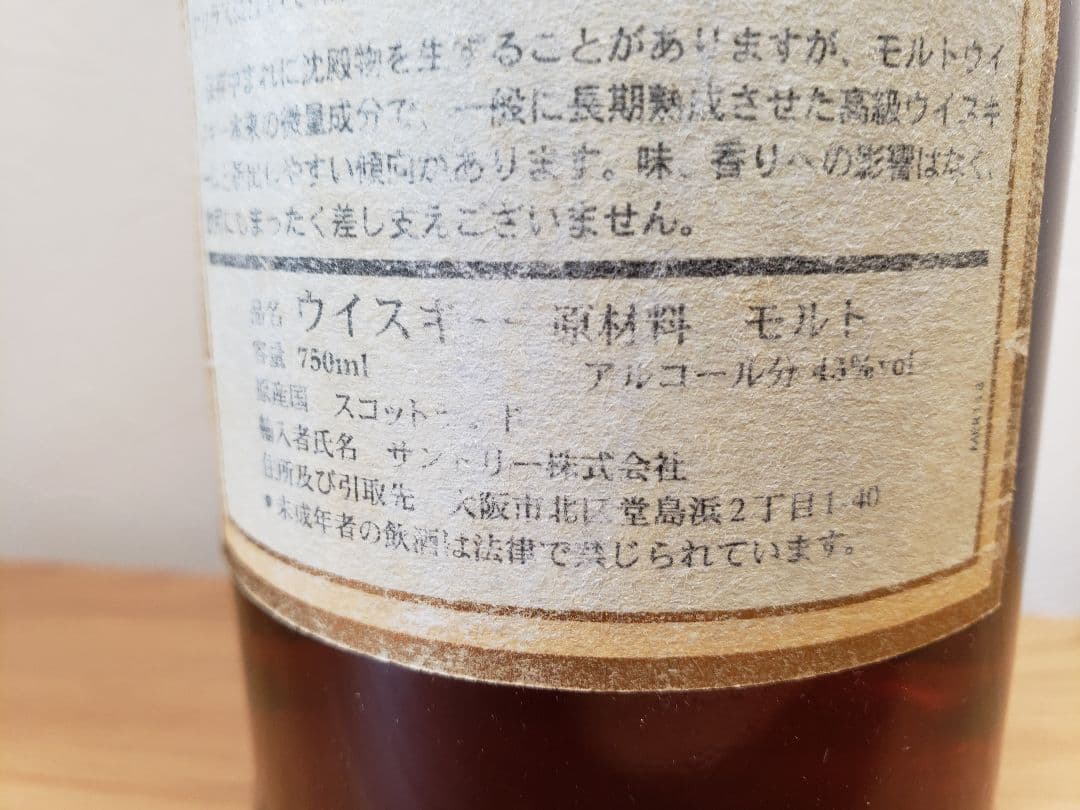 まれに沈殿物を生ずることがありますが、モルトウイ
本来の微量成分で、一般に長期熟成させた高級ウイスキ
しやすい傾向があります。味、香りへの影響はなく、
まったく差し支えございません。
品名 ウイスキー 原材料 モルト
容量 750ml アルコール分 43%vol
原産国 スコットランド
輸入者氏名 サントリー株式会社
住所及び引取先 大阪市北区堂島浜2丁目1-40
●未成年者の飲酒は法律で禁じられています。